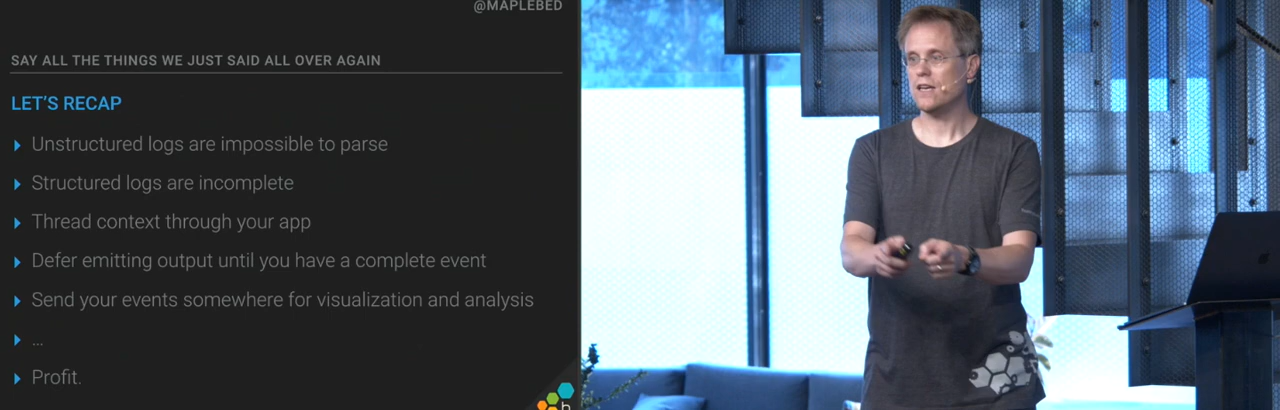 @MAPLEBED
SAY ALL THE THINGS WE JUST SAID ALL OVER AGAIN
LET'S RECAP
Unstructured logs are impossible to parse
Structured logs are incomplete
Thread context through your app
Defer emitting output until you have a complete event
Send your events somewhere for visualization and analysis
...
Profit.
h